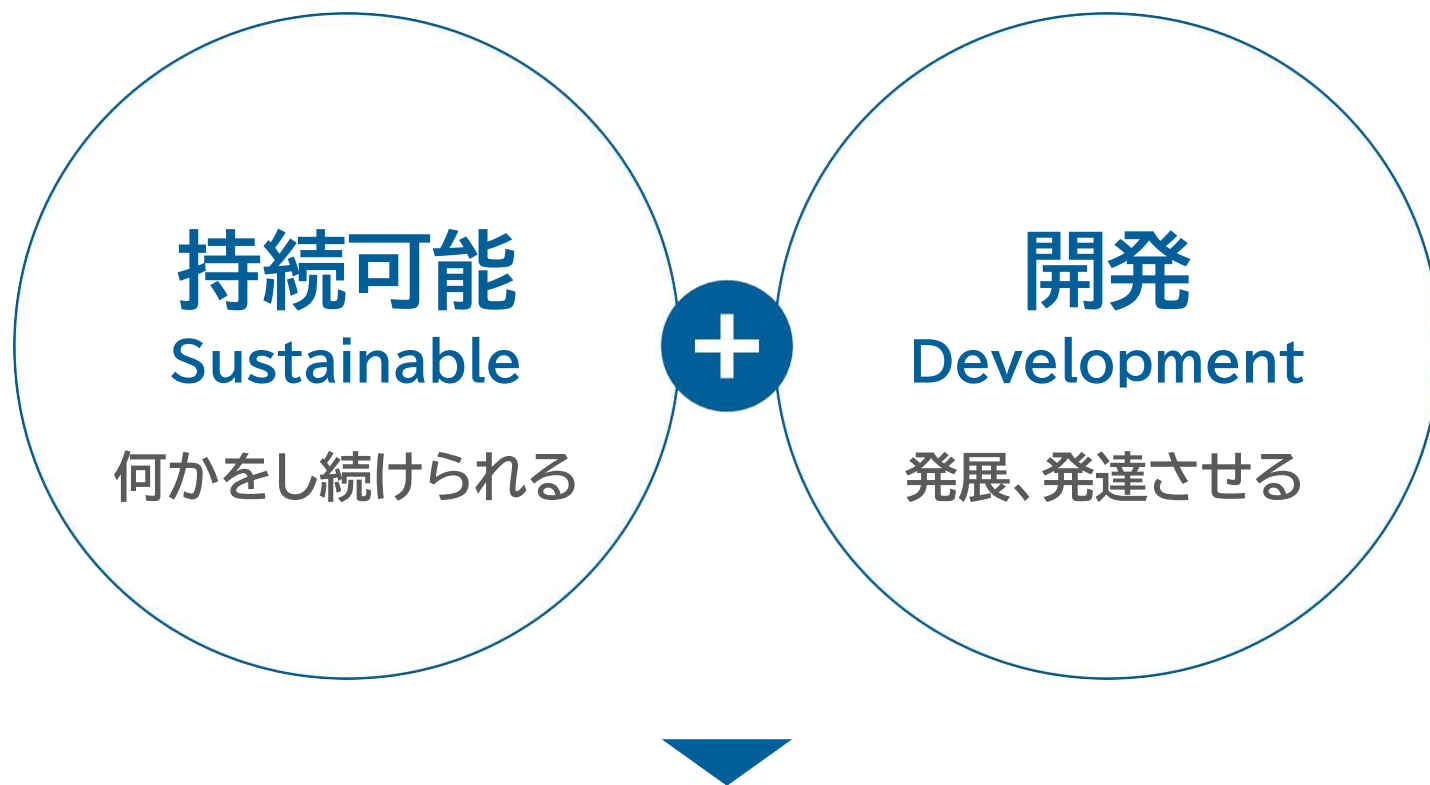 持続可能
Sustainable
何かをし続けられる
+
開発
Development
発展、発達させる